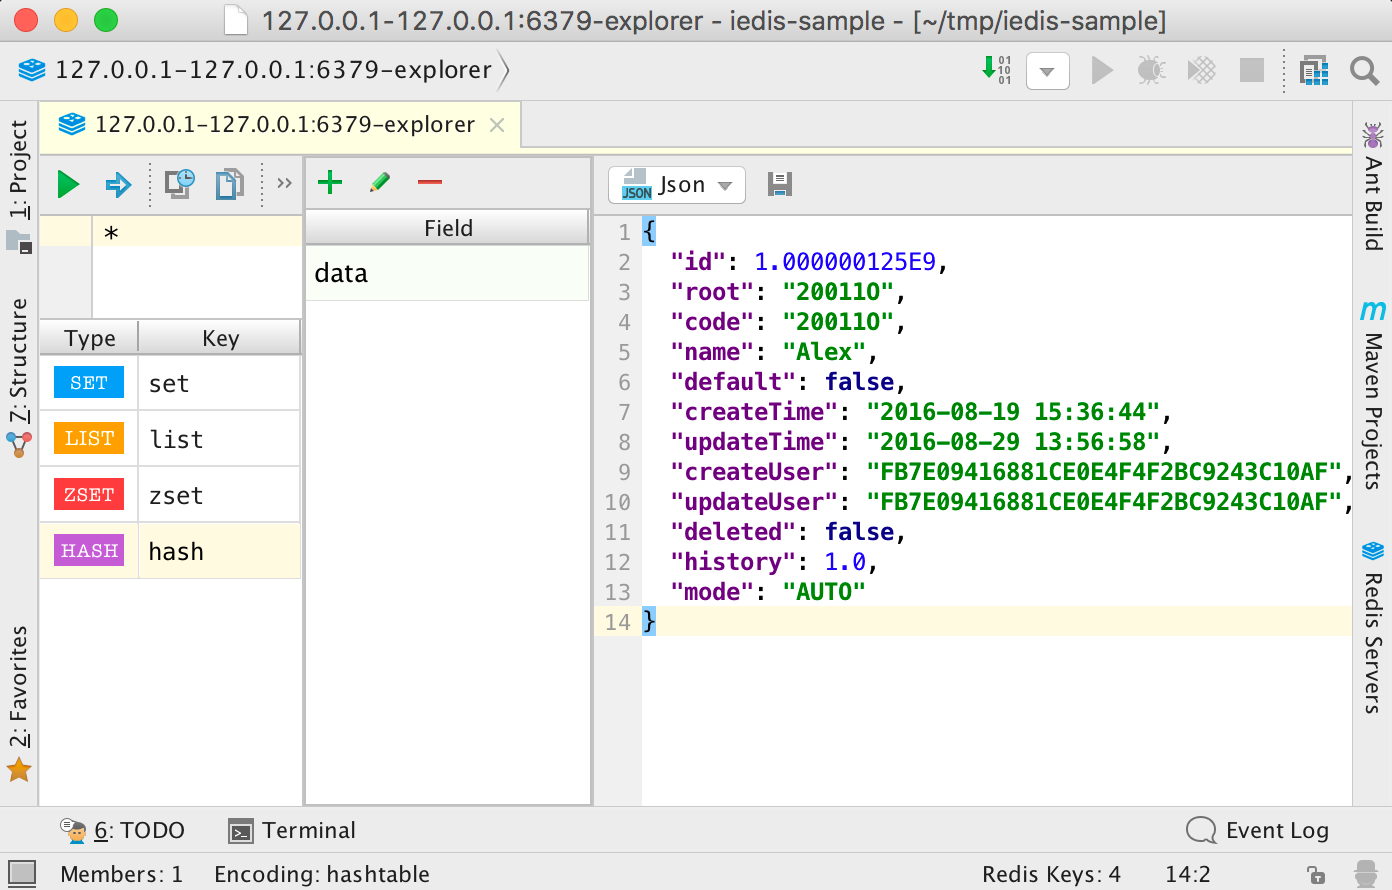 127.0.0.1-127.0.0.1:6379-explorer - iedis-sample - [~/tmp/iedis-sample]
127.0.0.1-127.0.0.1:6379-explorer
01
10
01
127.0.0.1-127.0.0.1:6379-explorer
1: Project
7: Structure
2: Favorites
*
Type Key
SET set
LIST list
ZSET zset
HASH hash
Field
data
JSON Json
1 {
2 "id": 1.000000125E9,
3 "root": "20011O",
4 "code": "20011O",
5 "name": "Alex",
6 "default": false,
7 "createTime": "2016-08-19 15:36:44",
8 "updateTime": "2016-08-29 13:56:58",
9 "createUser": "FB7E09416881CE0E4F4F2BC9243C10AF",
10 "updateUser": "FB7E09416881CE0E4F4F2BC9243C10AF",
11 "deleted": false,
12 "history": 1.0,
13 "mode": "AUTO"
14 }
Ant Build
m Maven Projects
Redis Servers
6: TODO Terminal Event Log
Members: 1 Encoding: hashtable Redis Keys: 4 14:2